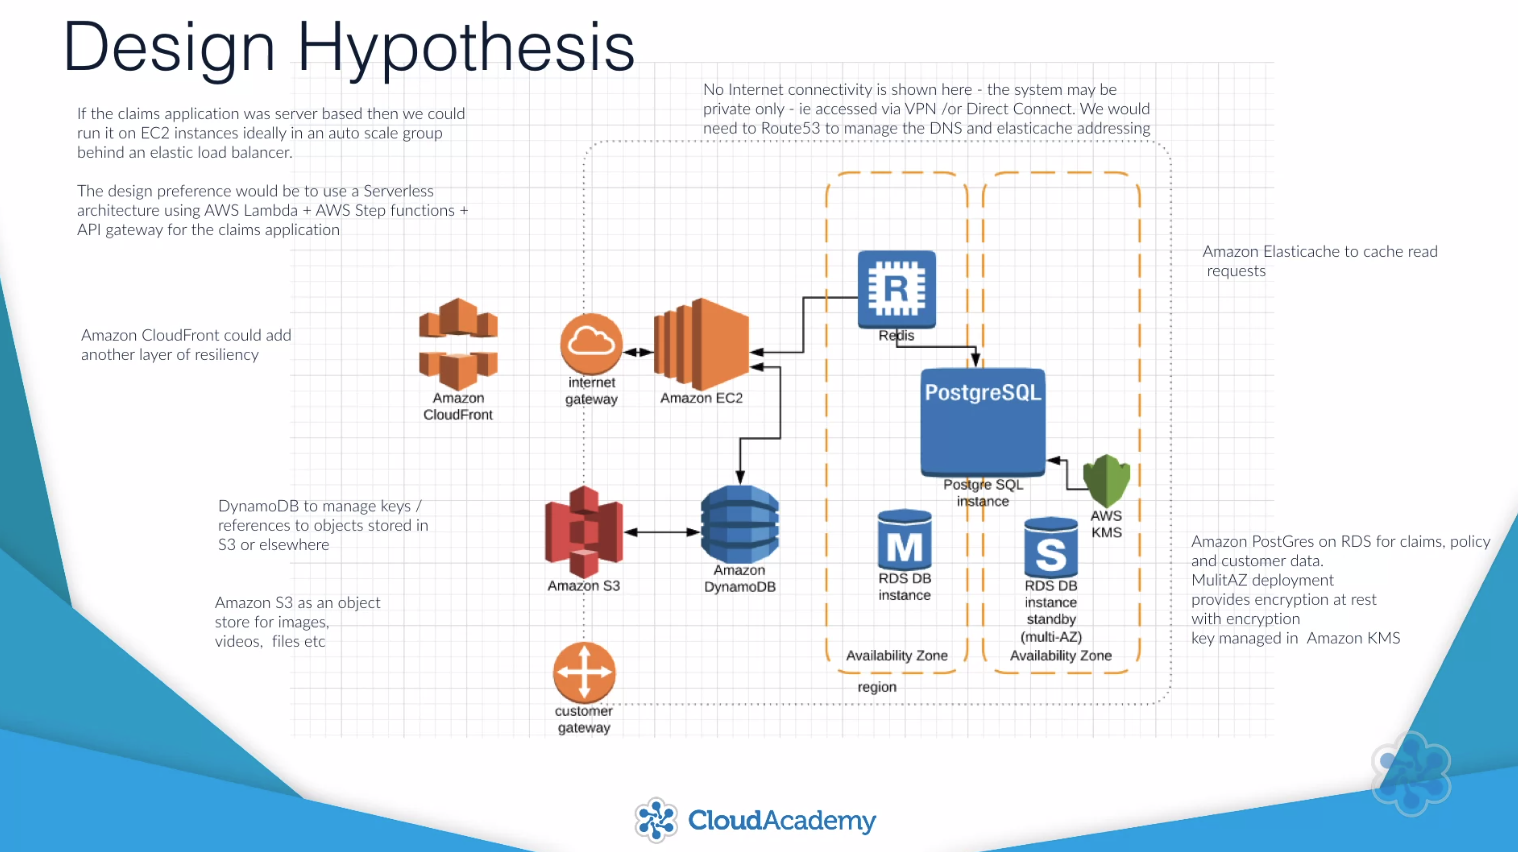 Design Hypothesis
If the claims application was server based then we could
run it on EC2 instances ideally in an auto scale group
behind an elastic load balancer.
The design preference would be to use a Serverless
architecture using AWS Lambda + AWS Step functions +
API gateway for the claims application
No Internet connectivity is shown here - the system may be
private only - ie accessed via VPN /or Direct Connect. We would
need to Route53 to manage the DNS and elasticache addressing
Amazon Elasticache to cache read
requests
Amazon CloudFront could add
another layer of resiliency
Amazon
CloudFront
internet
gateway
Amazon EC2
R
Redis
PostgreSQL
Postgre SQL
instance
AWS
KMS
DynamoDB to manage keys /
references to objects stored in
S3 or elsewhere
Amazon S3 as an object
store for images,
videos, files etc
Amazon S3
Amazon
DynamoDB
M
RDS DB
instance
S
RDS DB
instance
standby
(multi-AZ)
Availability Zone
Availability Zone
region
customer
gateway
Amazon PostGres on RDS for claims, policy
and customer data.
MulitAZ deployment
provides encryption at rest
with encryption
key managed in Amazon KMS
CloudAcademy